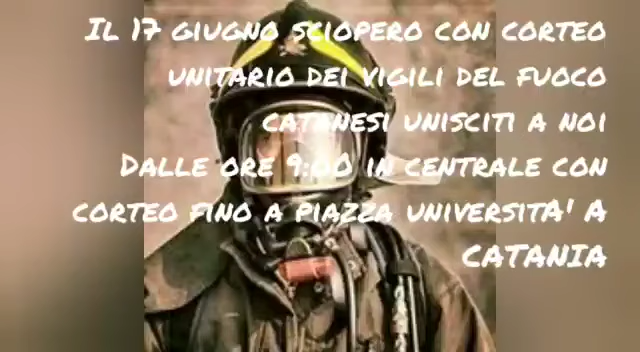 Il 17 giugno sciopero con corteo
unitario dei vigili del fuoco
catanesi unisciti a noi
Dalle ore 9:00 in centrale con
corteo fino a piazza universitA' A
CATANIA